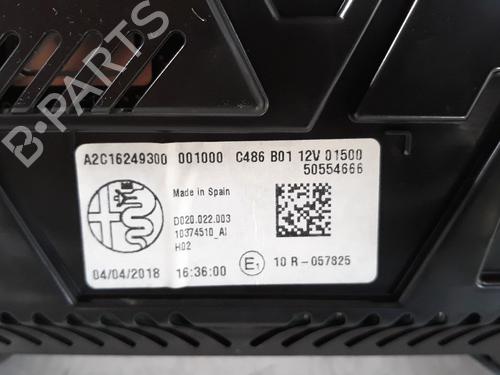 A2C16249300 001000 C486 B01 12V 01500
50554666
Made in Spain
D020.022.003
10374510_AI
H02
04/04/2018 16:36:00 E1 10 R-057825
B-PARTS